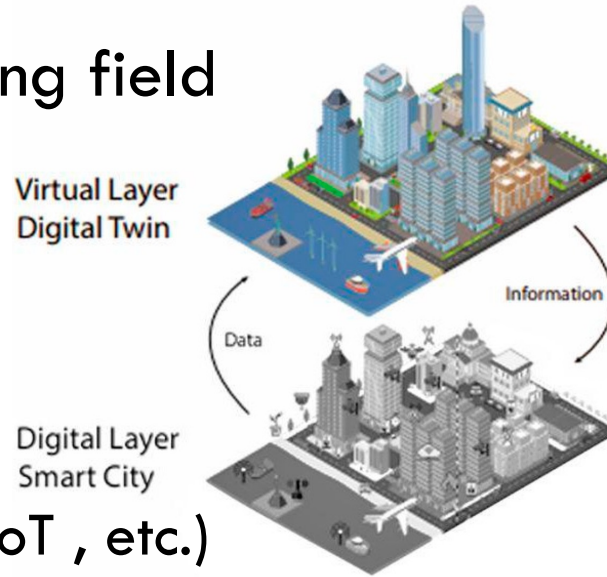 ng field
Virtual Layer
Digital Twin
Information
Data
Digital Layer
Smart City
oT , etc.)